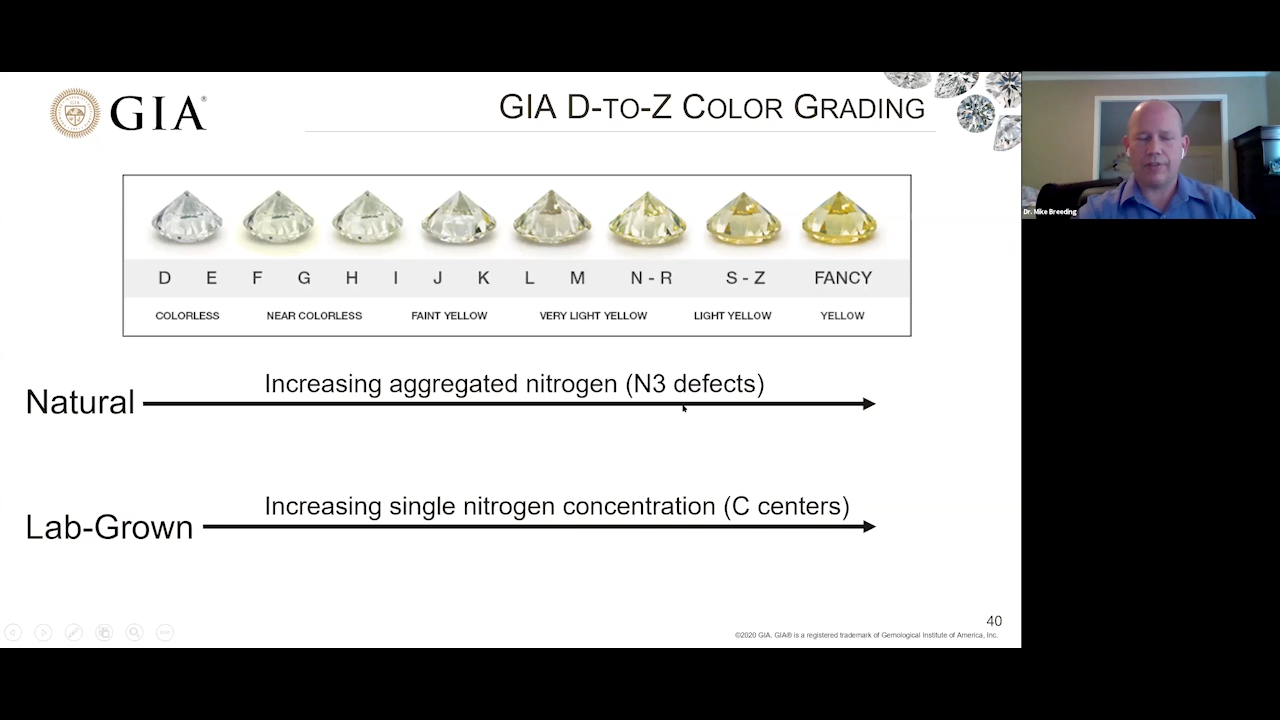 GIA®
GIA D-TO-Z COLOR GRADING
D E F G H I J K L M N - R S - Z FANCY
COLORLESS NEAR COLORLESS FAINT YELLOW VERY LIGHT YELLOW LIGHT YELLOW YELLOW
Increasing aggregated nitrogen (N3 defects)
Natural
Increasing single nitrogen concentration (C centers)
Lab-Grown
40
©2020 GIA. GIA® is a registered trademark of Gemological Institute of America, Inc.
Dr. Mike Breeding